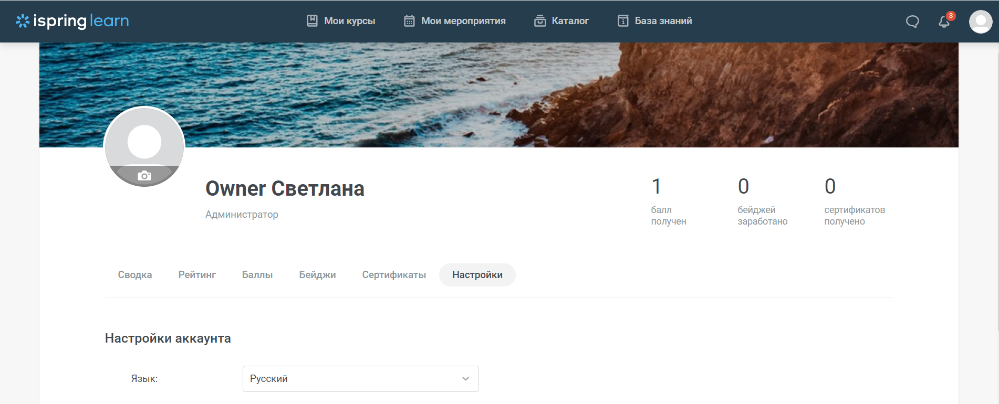 ispring learn
Мои курсы
Мои мероприятия
Каталог
База знаний
3
Owner Светлана
Администратор
1
балл
получен
0
бейджей
заработано
0
сертификатов
получено
Сводка
Рейтинг
Баллы
Бейджи
Сертификаты
Настройки
Настройки аккаунта
Язык:
Русский